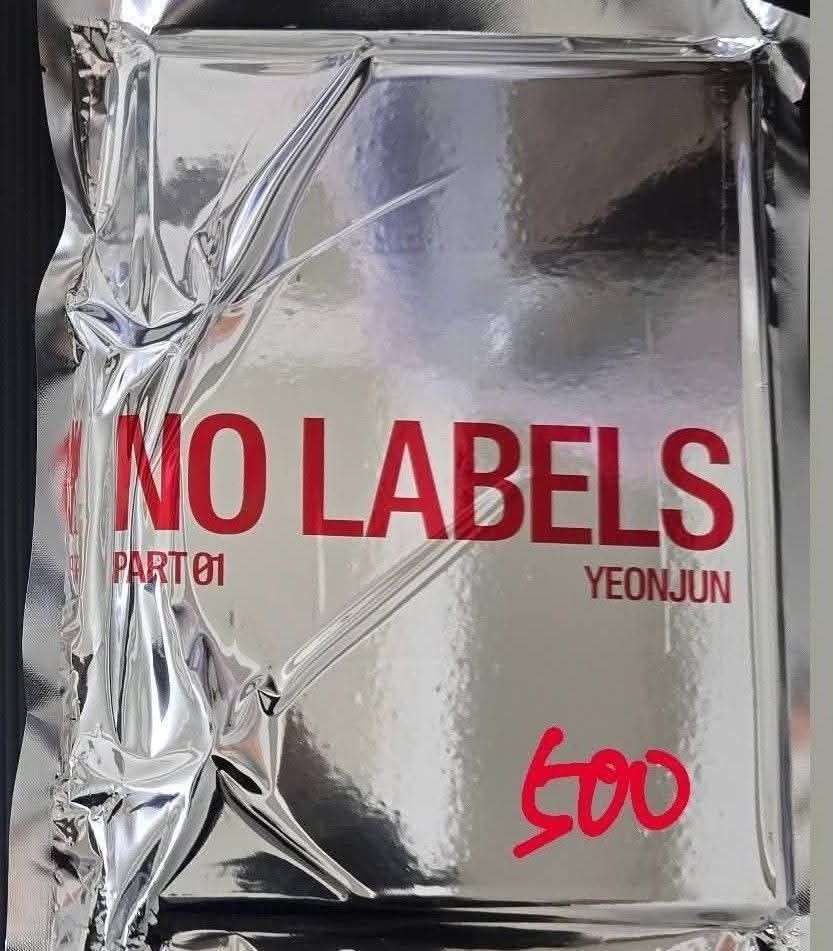 NO LABELS
PART 01
YEONJUN
500